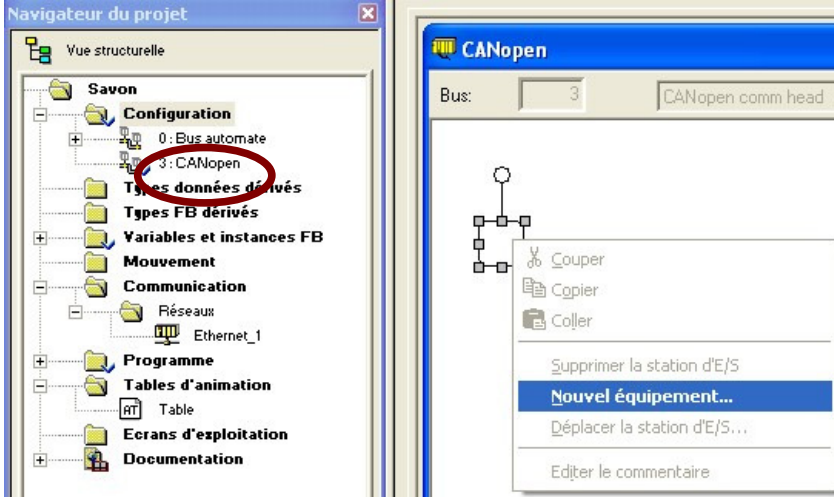 Navigateur du projet
Vue structurelle
Savon
Configuration
0 : Bus automate
3 : CANopen
Types données dérivés
Types FB dérivés
Variables et instances FB
Mouvement
Communication
Réseaux
Ethernet_1
Programme
Tables d'animation
AT Table
Ecrans d'exploitation
Documentation
CANopen
Bus: 3 CANopen comm head
Couper
Copier
Coller
Supprimer la station d'E/S
Nouvel équipement...
Déplacer la station d'E/S...
Editer le commentaire